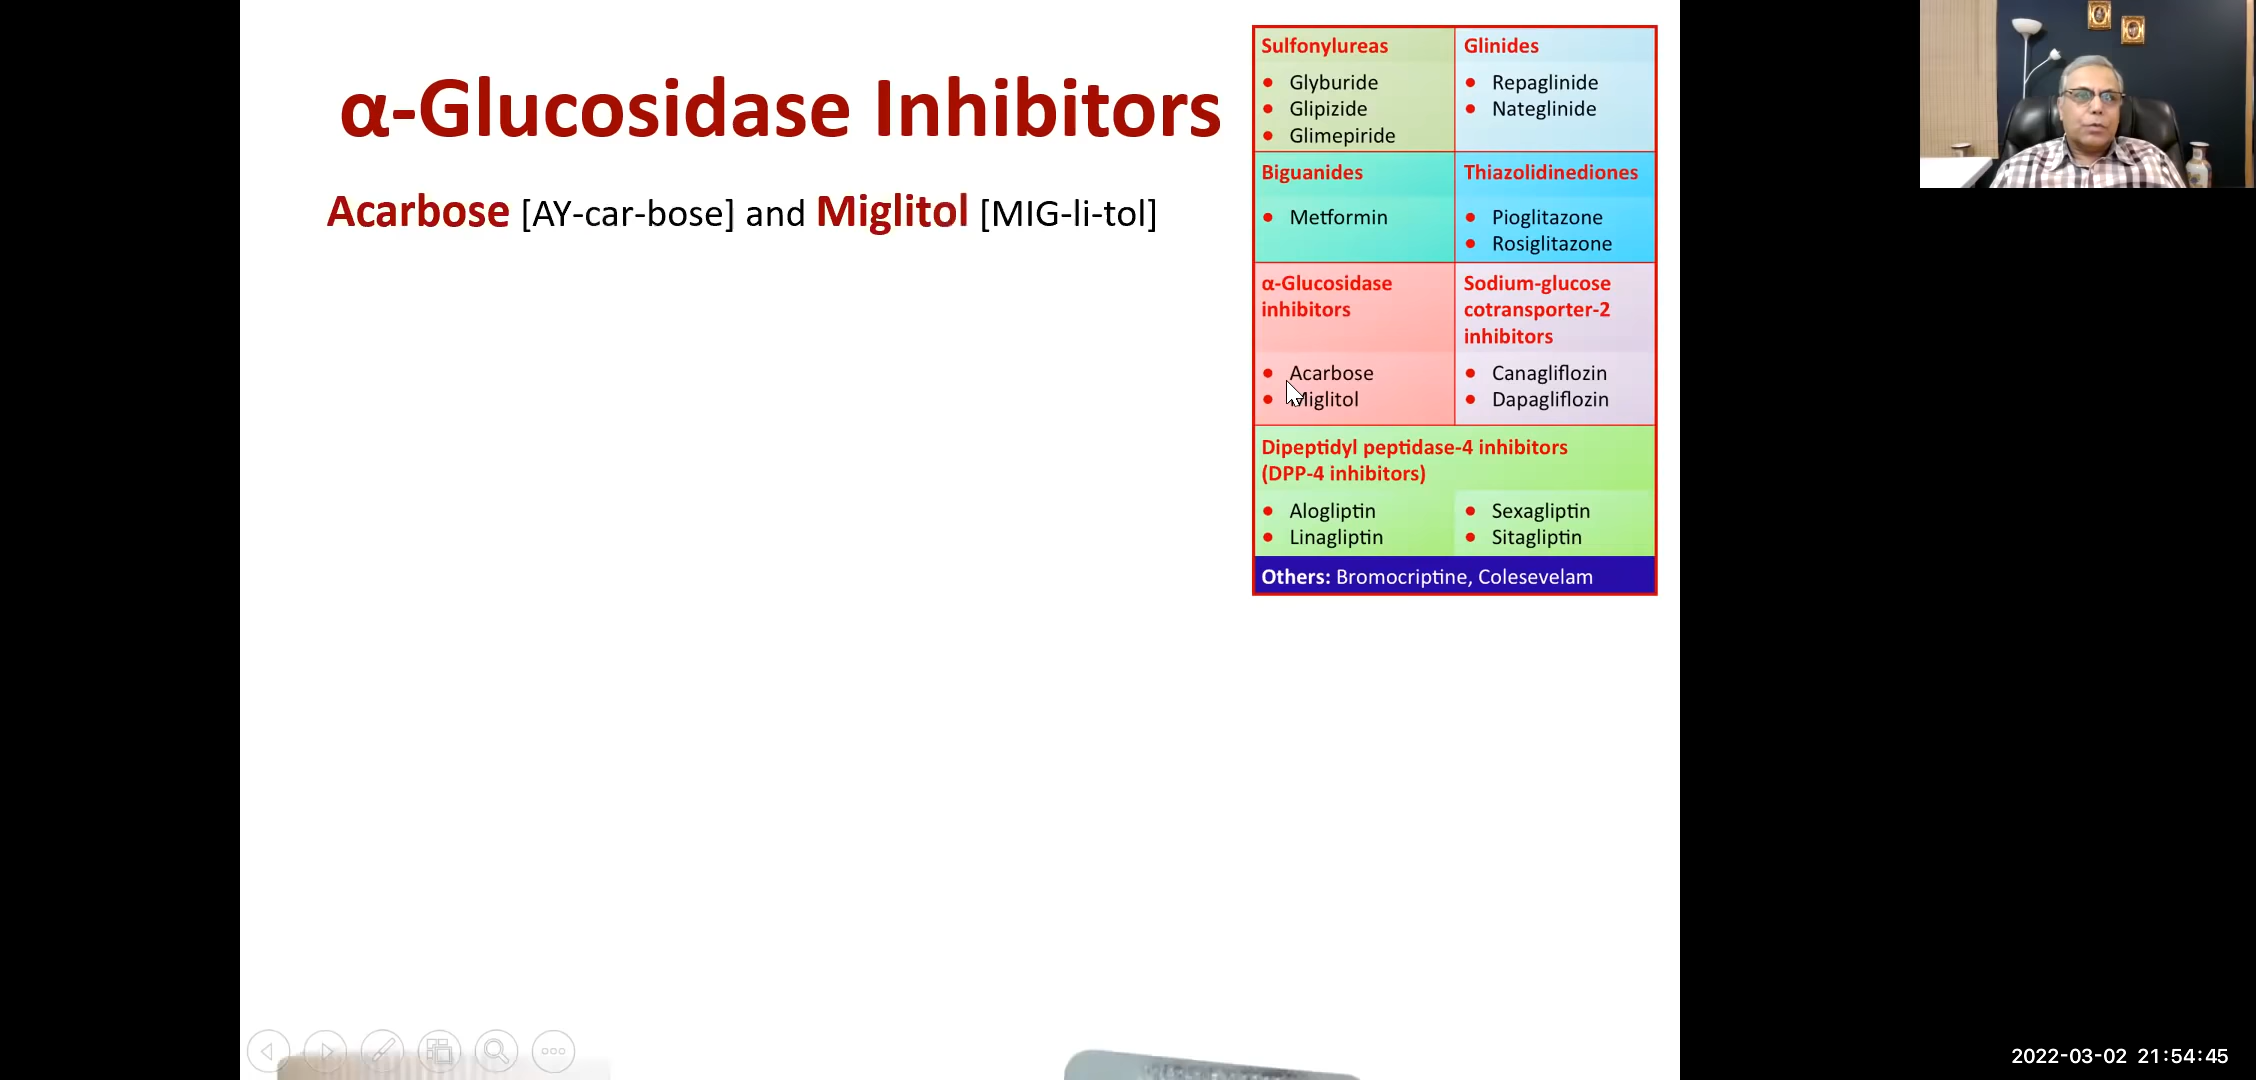 α-Glucosidase Inhibitors
Acarbose [AY-car-bose] and Miglitol [MIG-li-tol]
Sulfonylureas
Glyburide
Glipizide
Glimepiride
Glinides
Repaglinide
Nateglinide
Biguanides
Metformin
Thiazolidinediones
Pioglitazone
Rosiglitazone
α-Glucosidase
inhibitors
Acarbose
Miglitol
Sodium-glucose
cotransporter-2
inhibitors
Canagliflozin
Dapagliflozin
Dipeptidyl peptidase-4 inhibitors
(DPP-4 inhibitors)
Alogliptin
Linagliptin
Sexagliptin
Sitagliptin
Others: Bromocriptine, Colesevelam
2022-03-02 21:54:45